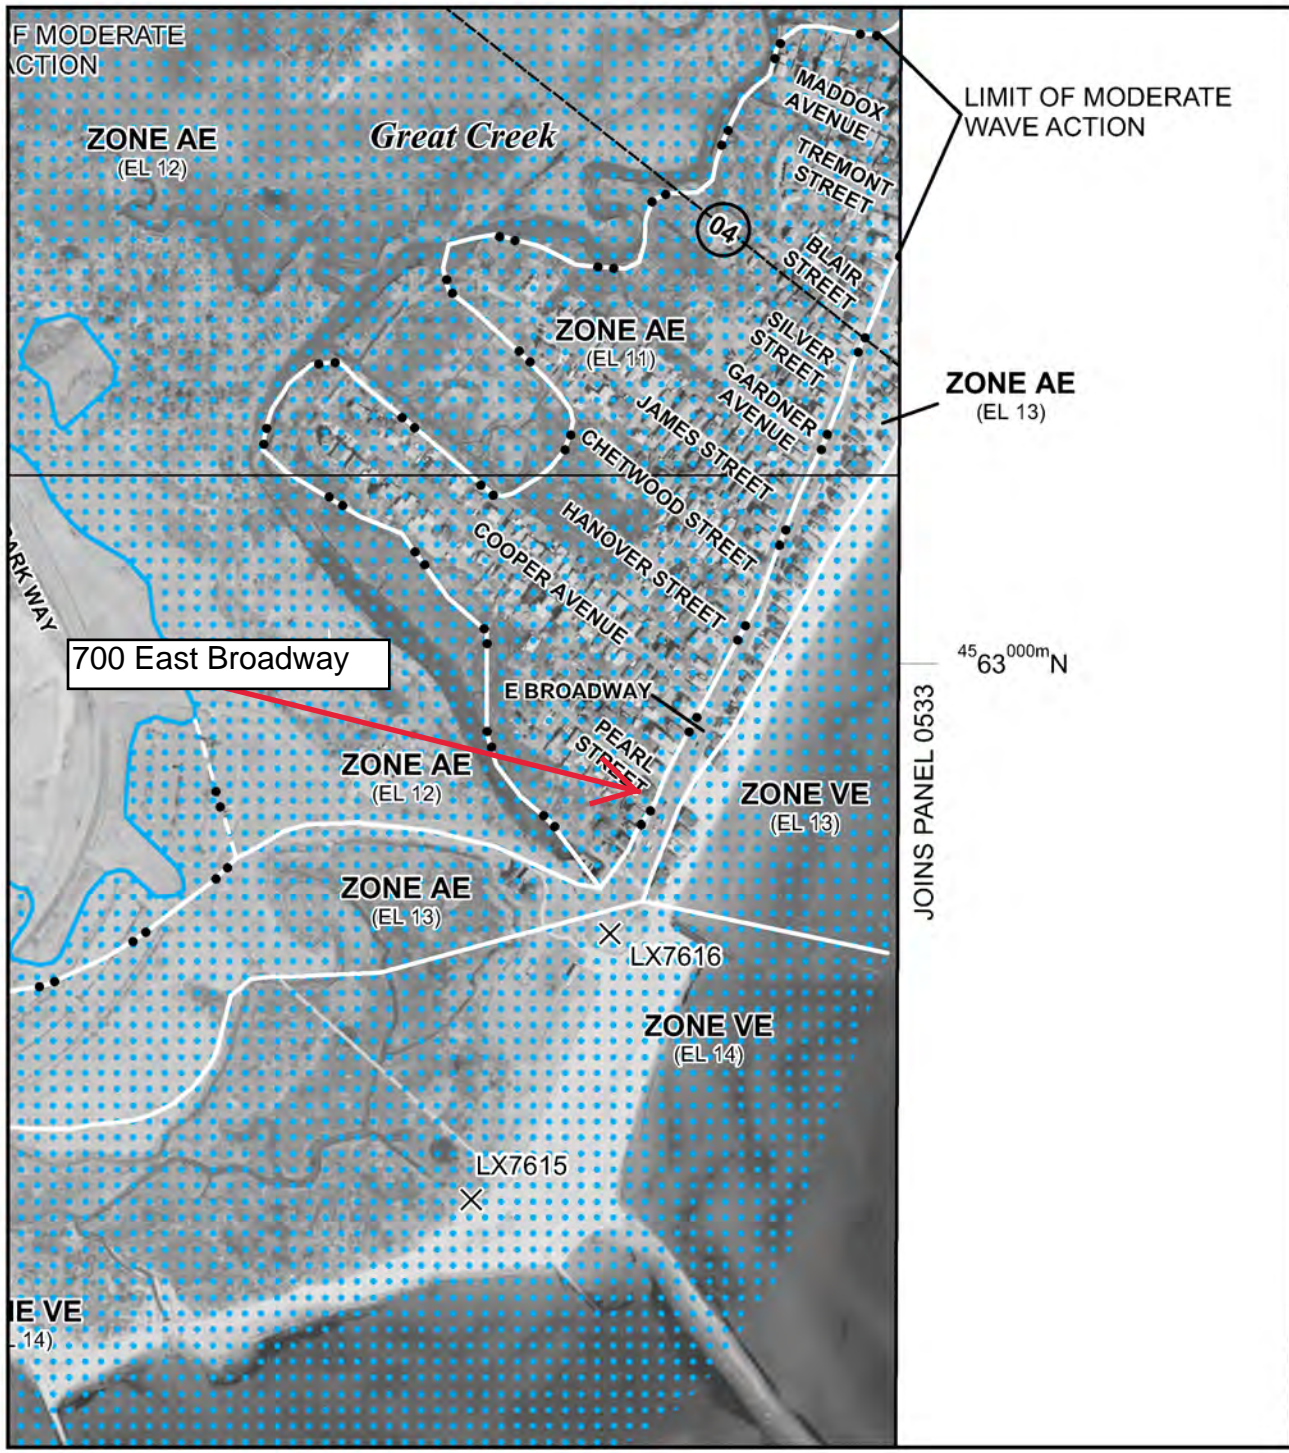 F MODERATE
ACTION
ZONE AE
(EL 12)
Great Creek
MADDOX
AVENUE
TREMONT
STREET
LIMIT OF MODERATE
WAVE ACTION
04
BLAIR
STREET
SILVER
STREET
GARDNER
AVENUE
ZONE AE
(EL 11)
ZONE AE
(EL 13)
JAMES STREET
CHETWOOD STREET
HANOVER STREET
COOPER AVENUE
ARK WAY
700 East Broadway
E BROADWAY
PEARL
STREET
4563000mN
JOINS PANEL 0533
ZONE AE
(EL 12)
ZONE VE
(EL 13)
ZONE AE
(EL 13)
LX7616
ZONE VE
(EL 14)
LX7615
NE VE
L 14)